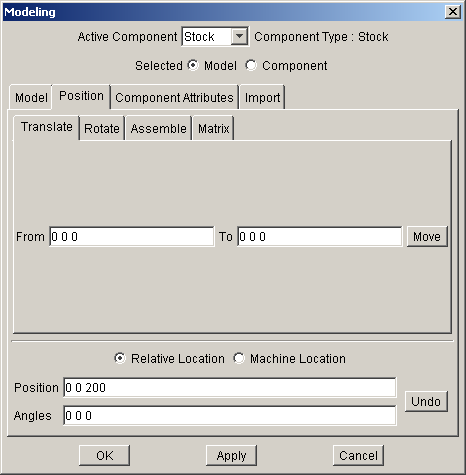 Modeling
Active Component Stock Component Type : Stock
Selected Model Component
Model Position Component Attributes Import
Translate Rotate Assemble Matrix
From 0 0 0 To 0 0 0 Move
Relative Location Machine Location
Position 0 0 200
Undo
Angles 0 0 0
OK Apply Cancel